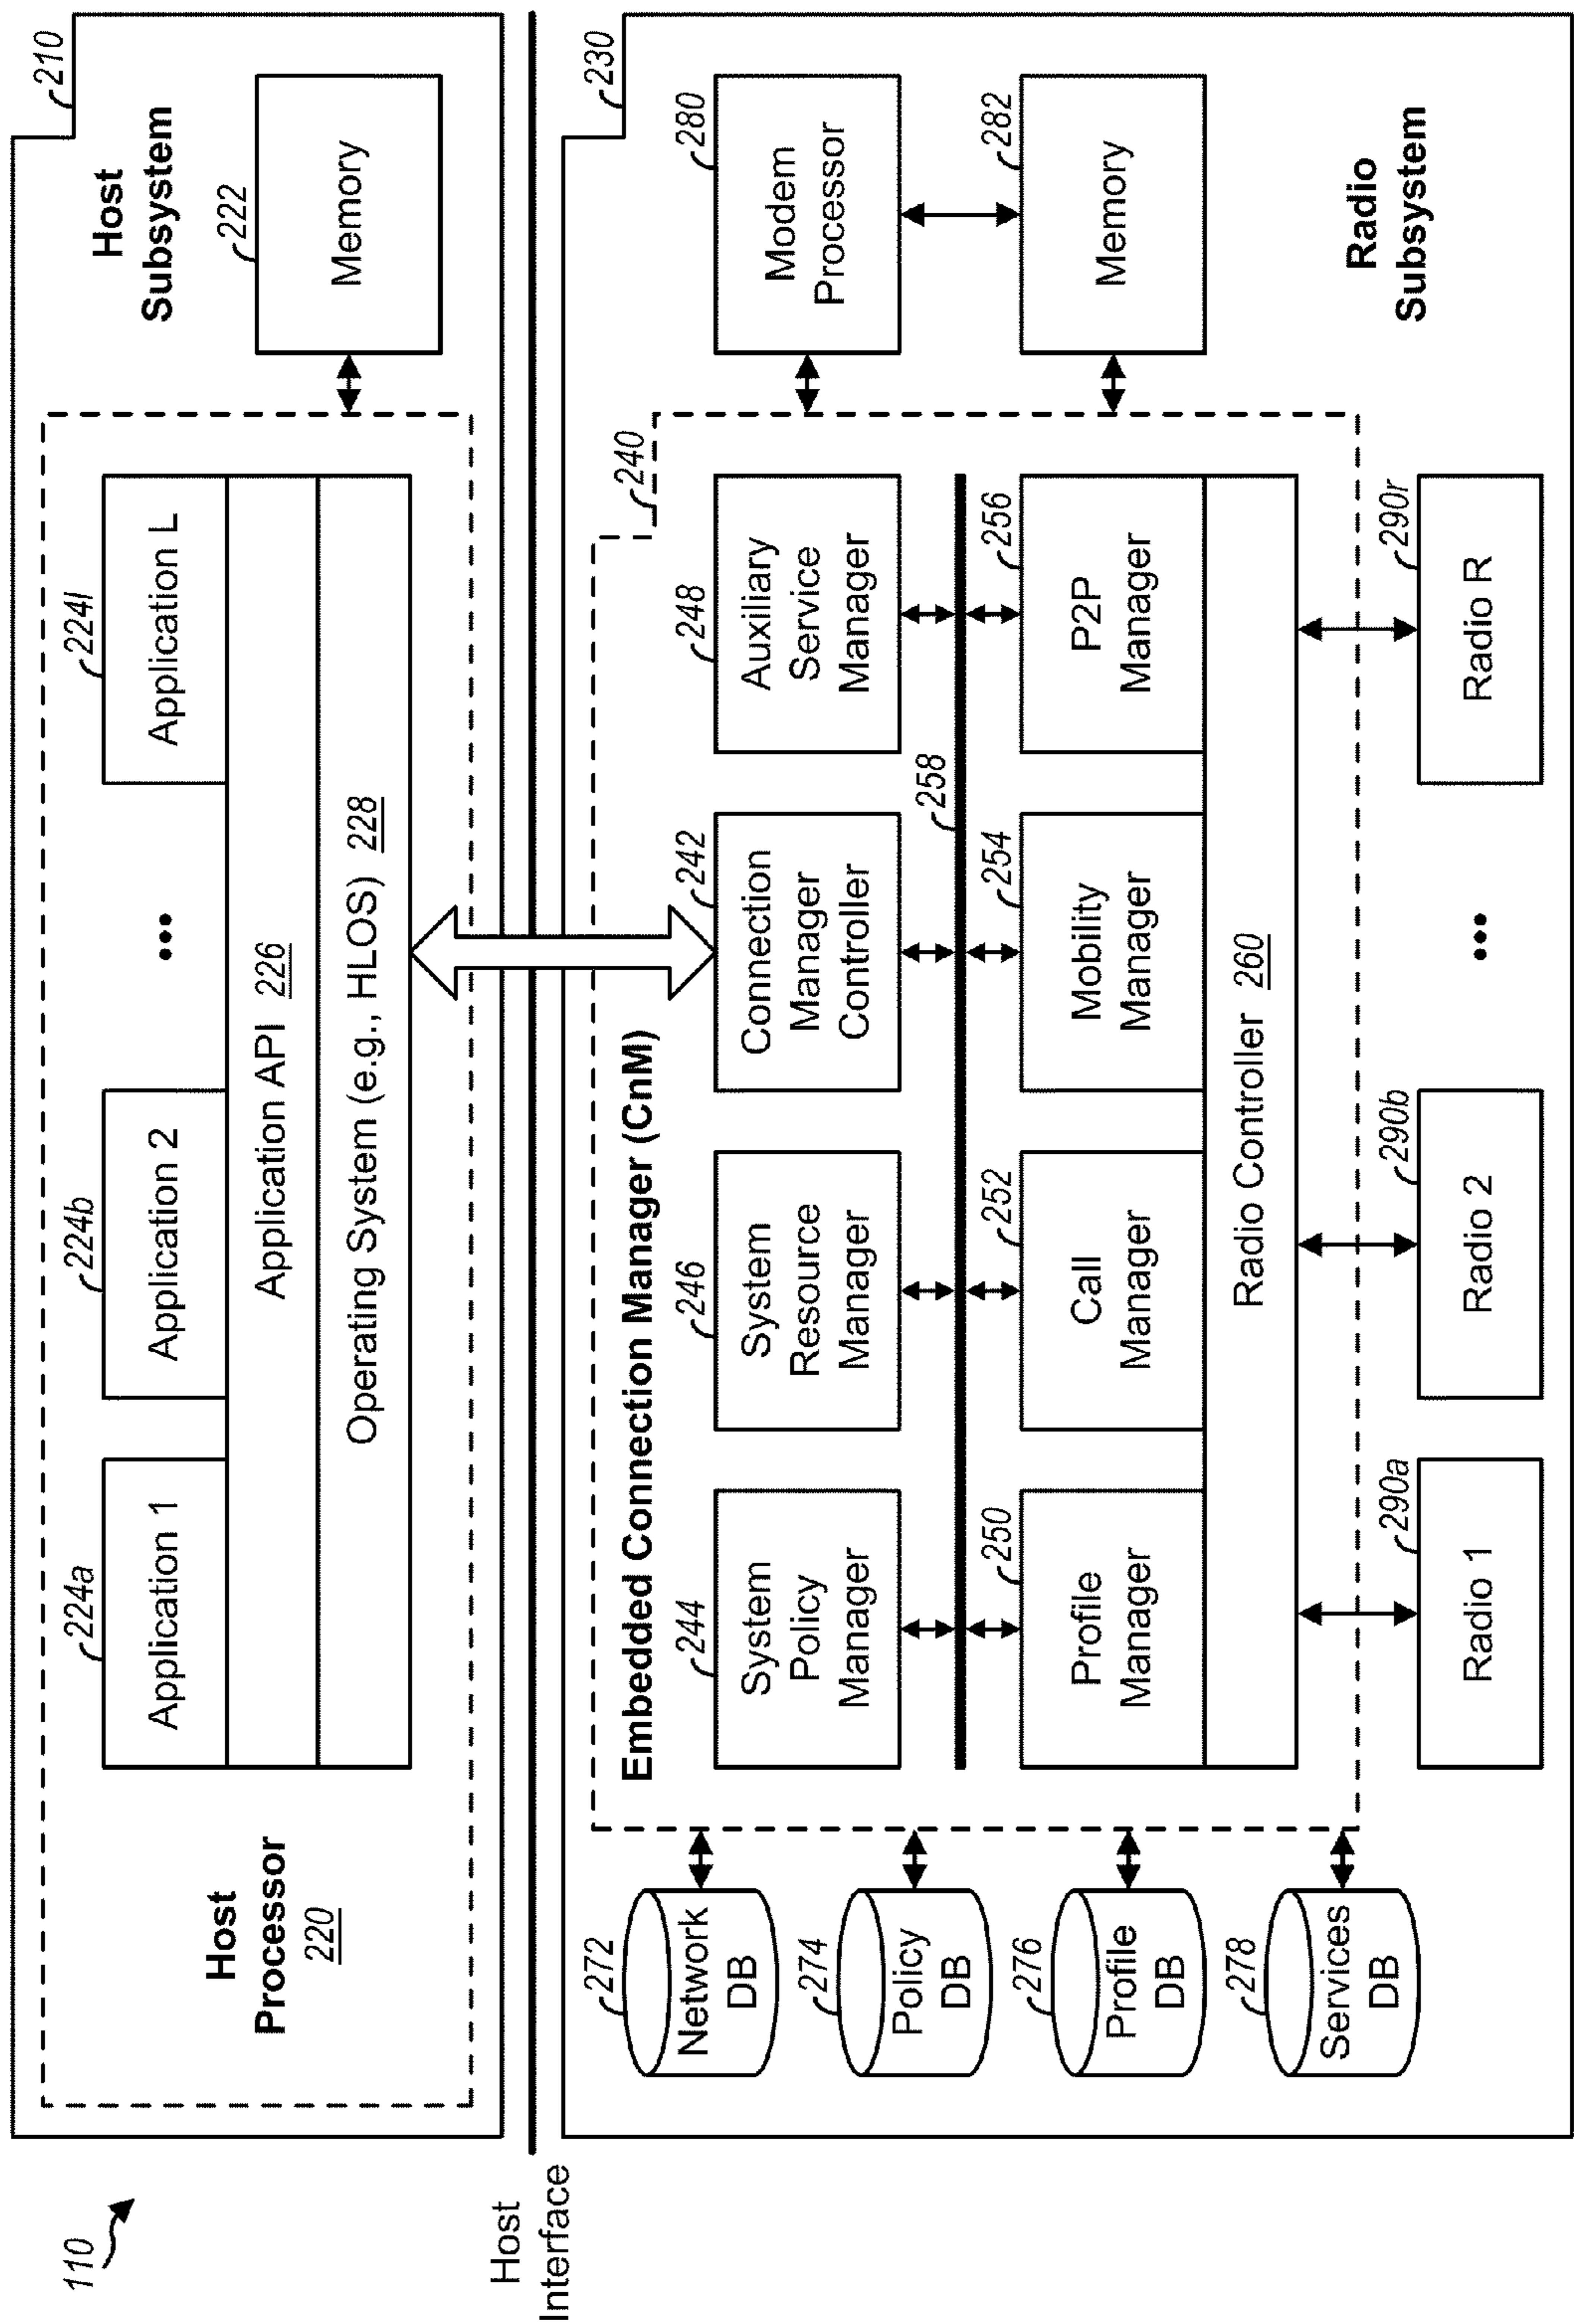 110
210
Host
Subsystem
Host
Processor
220
224a
Application 1
224b
Application 2
...
224l
Application L
Application API 226
Operating System (e.g., HLOS) 228
222
Memory
Host
Interface
230
Radio
Subsystem
240
Embedded Connection Manager (CnM)
272
Network
DB
274
Policy
DB
276
Profile
DB
278
Services
DB
244
System
Policy
Manager
246
System
Resource
Manager
242
Connection
Manager
Controller
248
Auxiliary
Service
Manager
258
250
Profile
Manager
252
Call
Manager
254
Mobility
Manager
256
P2P
Manager
Radio Controller 260
280
Modem
Processor
282
Memory
290a
Radio 1
290b
Radio 2
...
290r
Radio R